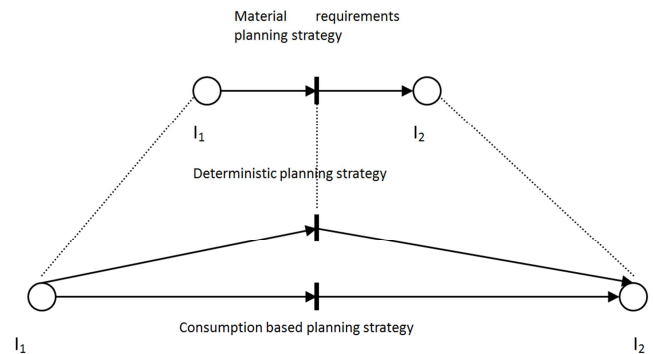 Material requirements
planning strategy
I1 I2
Deterministic planning strategy
Consumption based planning strategy
I1 I2